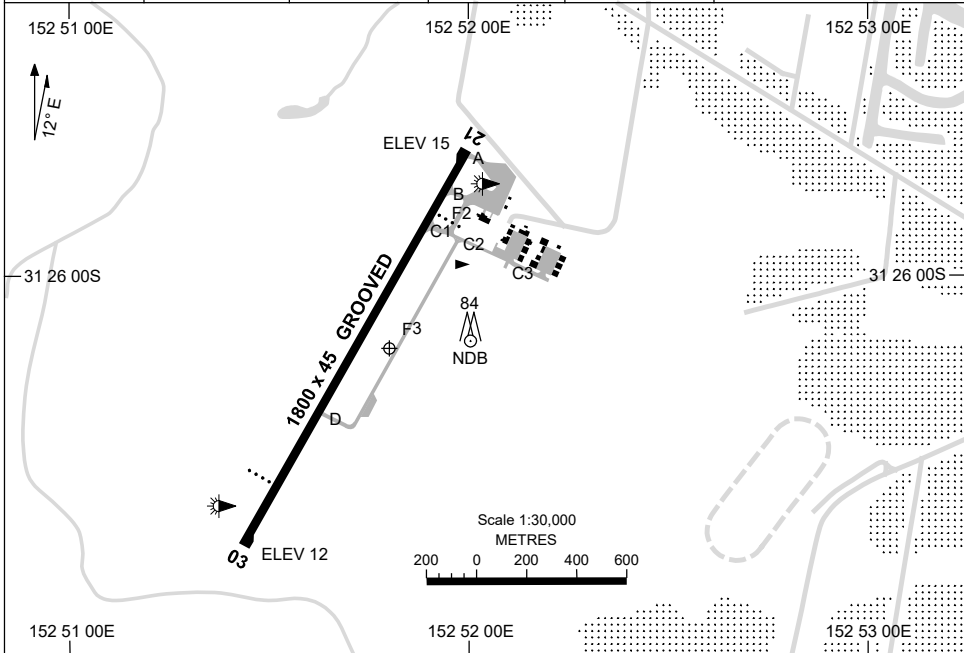 152 51 00E
152 52 00E
152 53 00E
12° E
21
ELEV 15
A
B
F2
C1
C2
C3
31 26 00S
31 26 00S
1800 x 45 GROOVED
84
NDB
F3
D
03
ELEV 12
Scale 1:30,000
METRES
200 0 200 400 600
152 51 00E
152 52 00E
152 53 00E